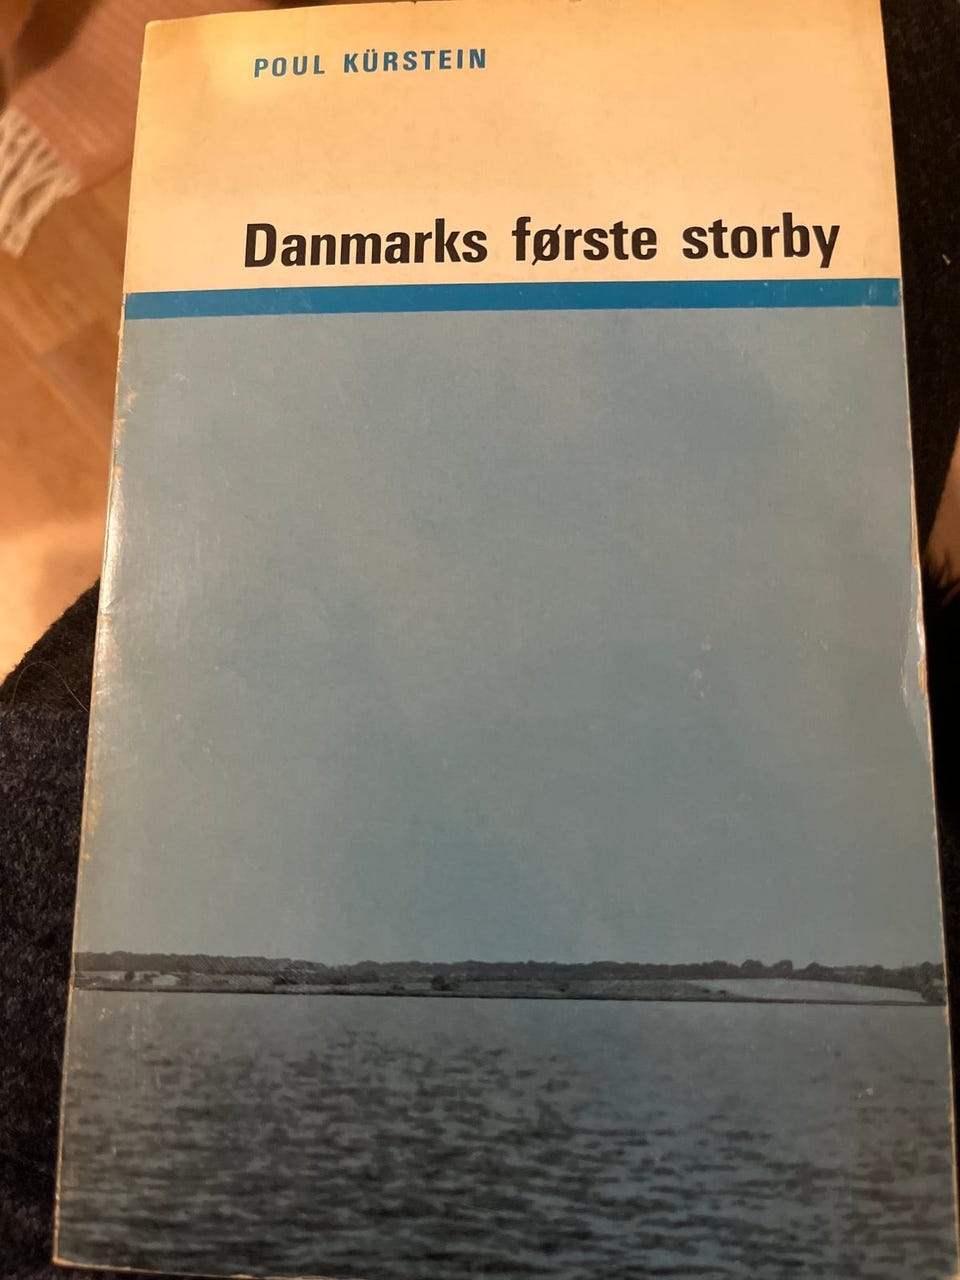 POUL KÜRSTEIN
Danmarks første storby